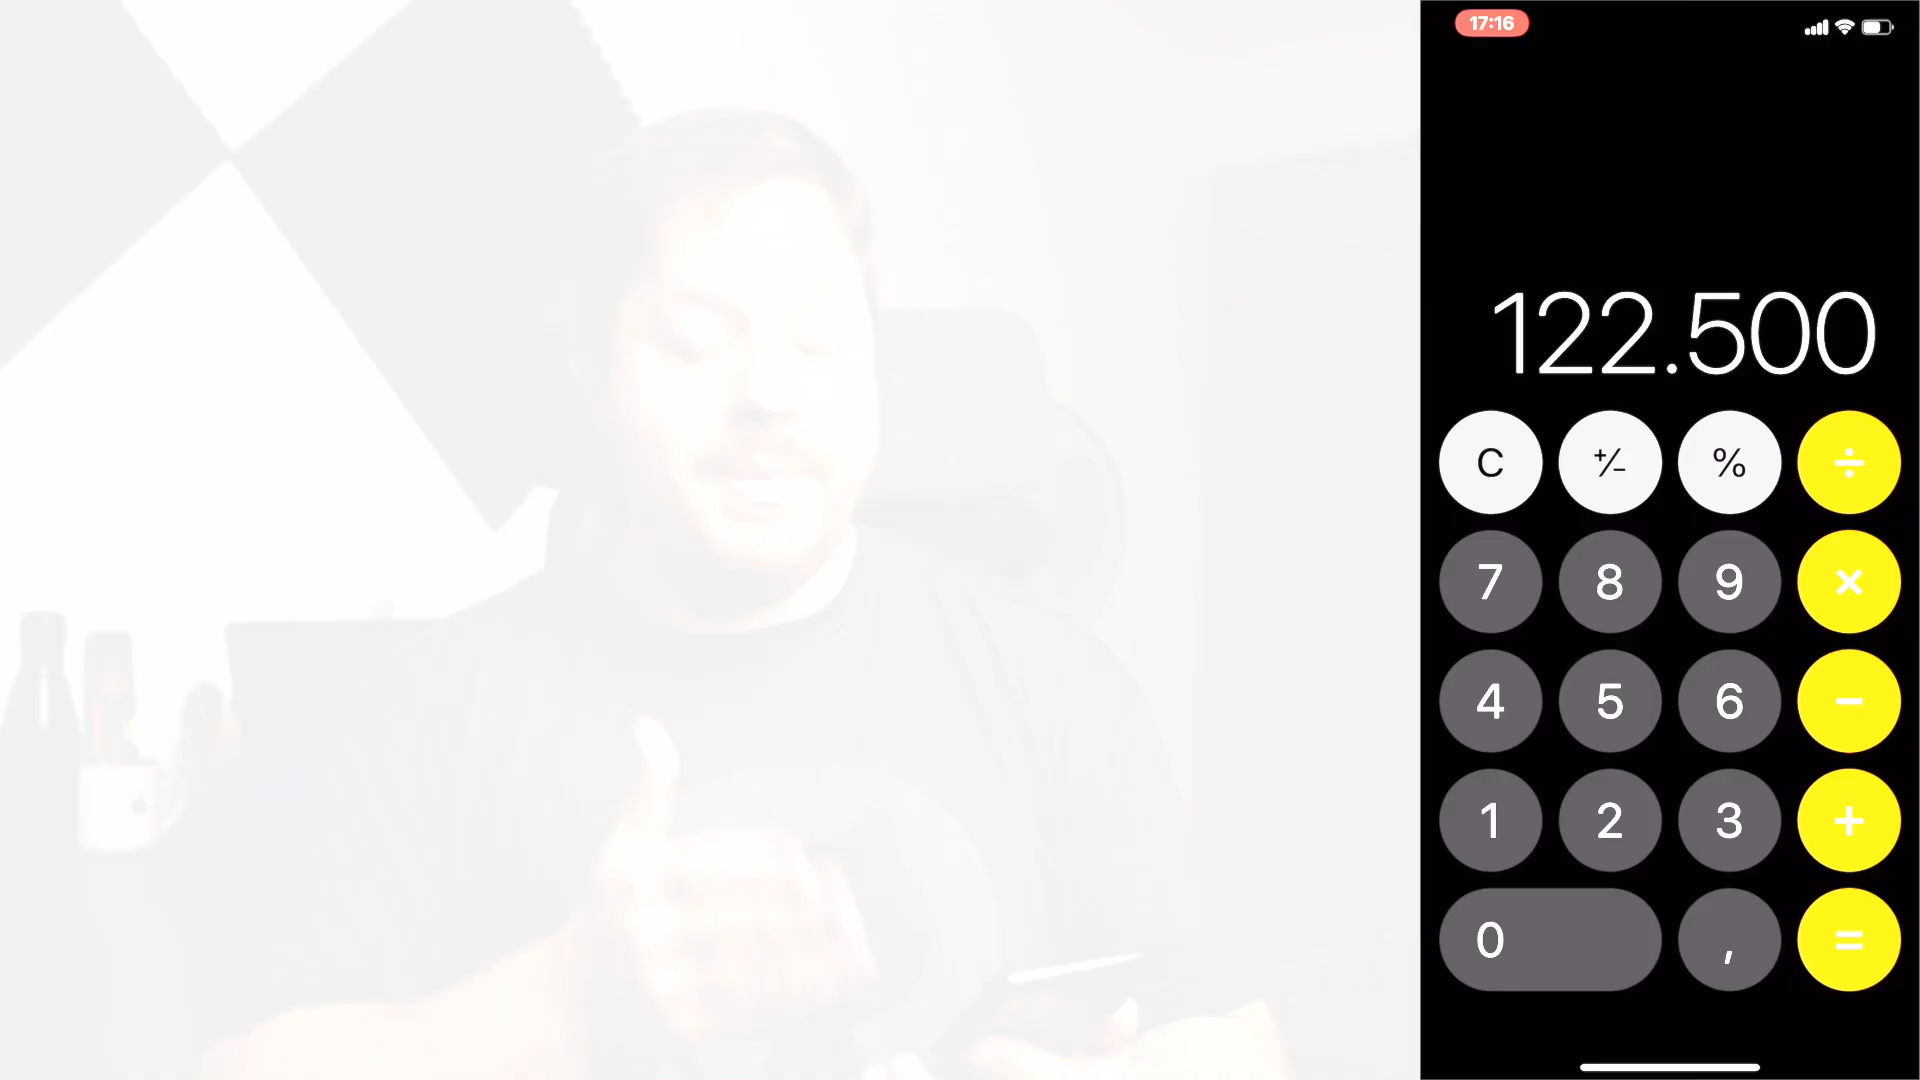 17:16
122.500
C +/- % ÷
7 8 9 ×
4 5 6 −
1 2 3 +
0 , =